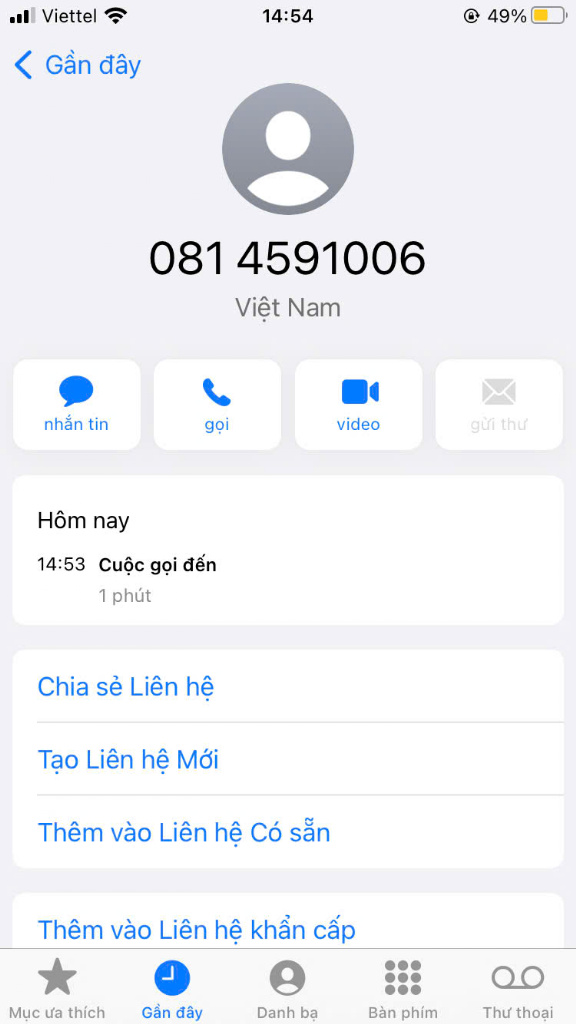 Viettel 14:54 49%
Gần đây
081 4591006
Việt Nam
nhắn tin gọi video gửi thư
Hôm nay
14:53 Cuộc gọi đến
1 phút
Chia sẻ Liên hệ
Tạo Liên hệ Mới
Thêm vào Liên hệ Có sẵn
Thêm vào Liên hệ khẩn cấp
Mục ưa thích Gần đây Danh bạ Bàn phím Thư thoại